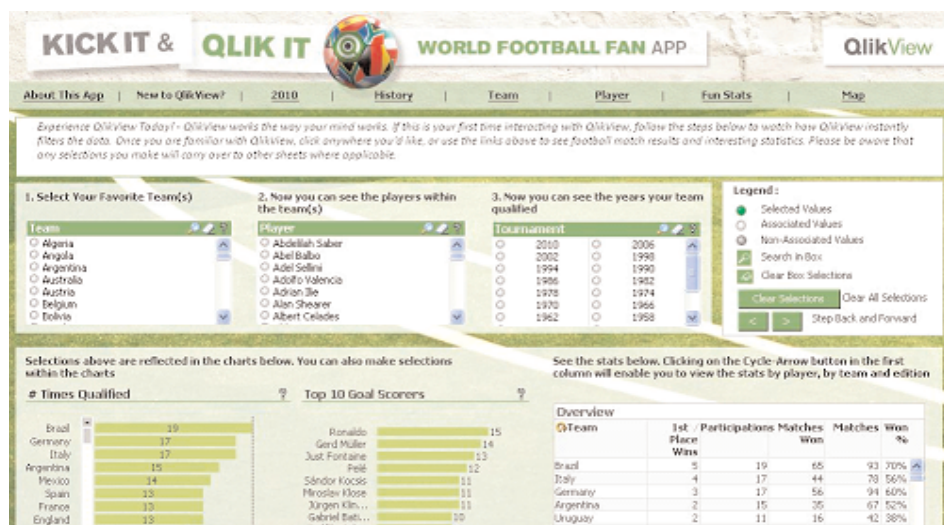 KICK IT & QLIK IT WORLD FOOTBALL FAN APP QlikView
About This App | New to QlikView? | 2010 | History | Team | Player | Fun Stats | Map
Experience QlikView Today! - QlikView works the way your mind works. If this is your first time interacting with QlikView, follow the steps below to watch how QlikView instantly
filters the data. Once you are familiar with QlikView, click anywhere you'd like, or use the links above to see football match results and interesting statistics. Please be aware that
any selections you make will carry over to other sheets where applicable.
1. Select Your Favorite Team(s)
Team
Algeria
Angola
Argentina
Australia
Austria
Belgium
Bolivia
2. Now you can see the players within
the team(s)
Player
Abdelilah Saber
Abel Balbo
Adel Sellimi
Adolfo Valencia
Adrian Ilie
Alan Shearer
Albert Celades
3. Now you can see the years your team
qualified
Tournament
2010 2006
2002 1998
1994 1990
1986 1982
1978 1974
1970 1966
1962 1958
Legend :
Selected Values
Associated Values
Non-Associated Values
Search in Box
Clear Box Selections
Clear Selections Clear All Selections
< > Step Back and Forward
Selections above are reflected in the charts below. You can also make selections
within the charts
# Times Qualified
Brazil 19
Germany 17
Italy 17
Argentina 15
Mexico 14
Spain 13
France 13
England 13
Top 10 Goal Scorers
Ronaldo 15
Gerd Müller 14
Just Fontaine 13
Pelé 12
Sándor Kocsis 11
Miroslav Klose 11
Jürgen Klin... 11
Gabriel Bati... 10
See the stats below. Clicking on the Cycle-Arrow button in the first
column will enable you to view the stats by player, by team and edition
Overview
Team 1st Place Wins Participations Matches Won Matches Won %
Brazil 5 19 65 93 70%
Italy 4 17 44 78 56%
Germany 3 17 56 94 60%
Argentina 2 15 35 67 52%
Uruguay 2 11 16 42 38%